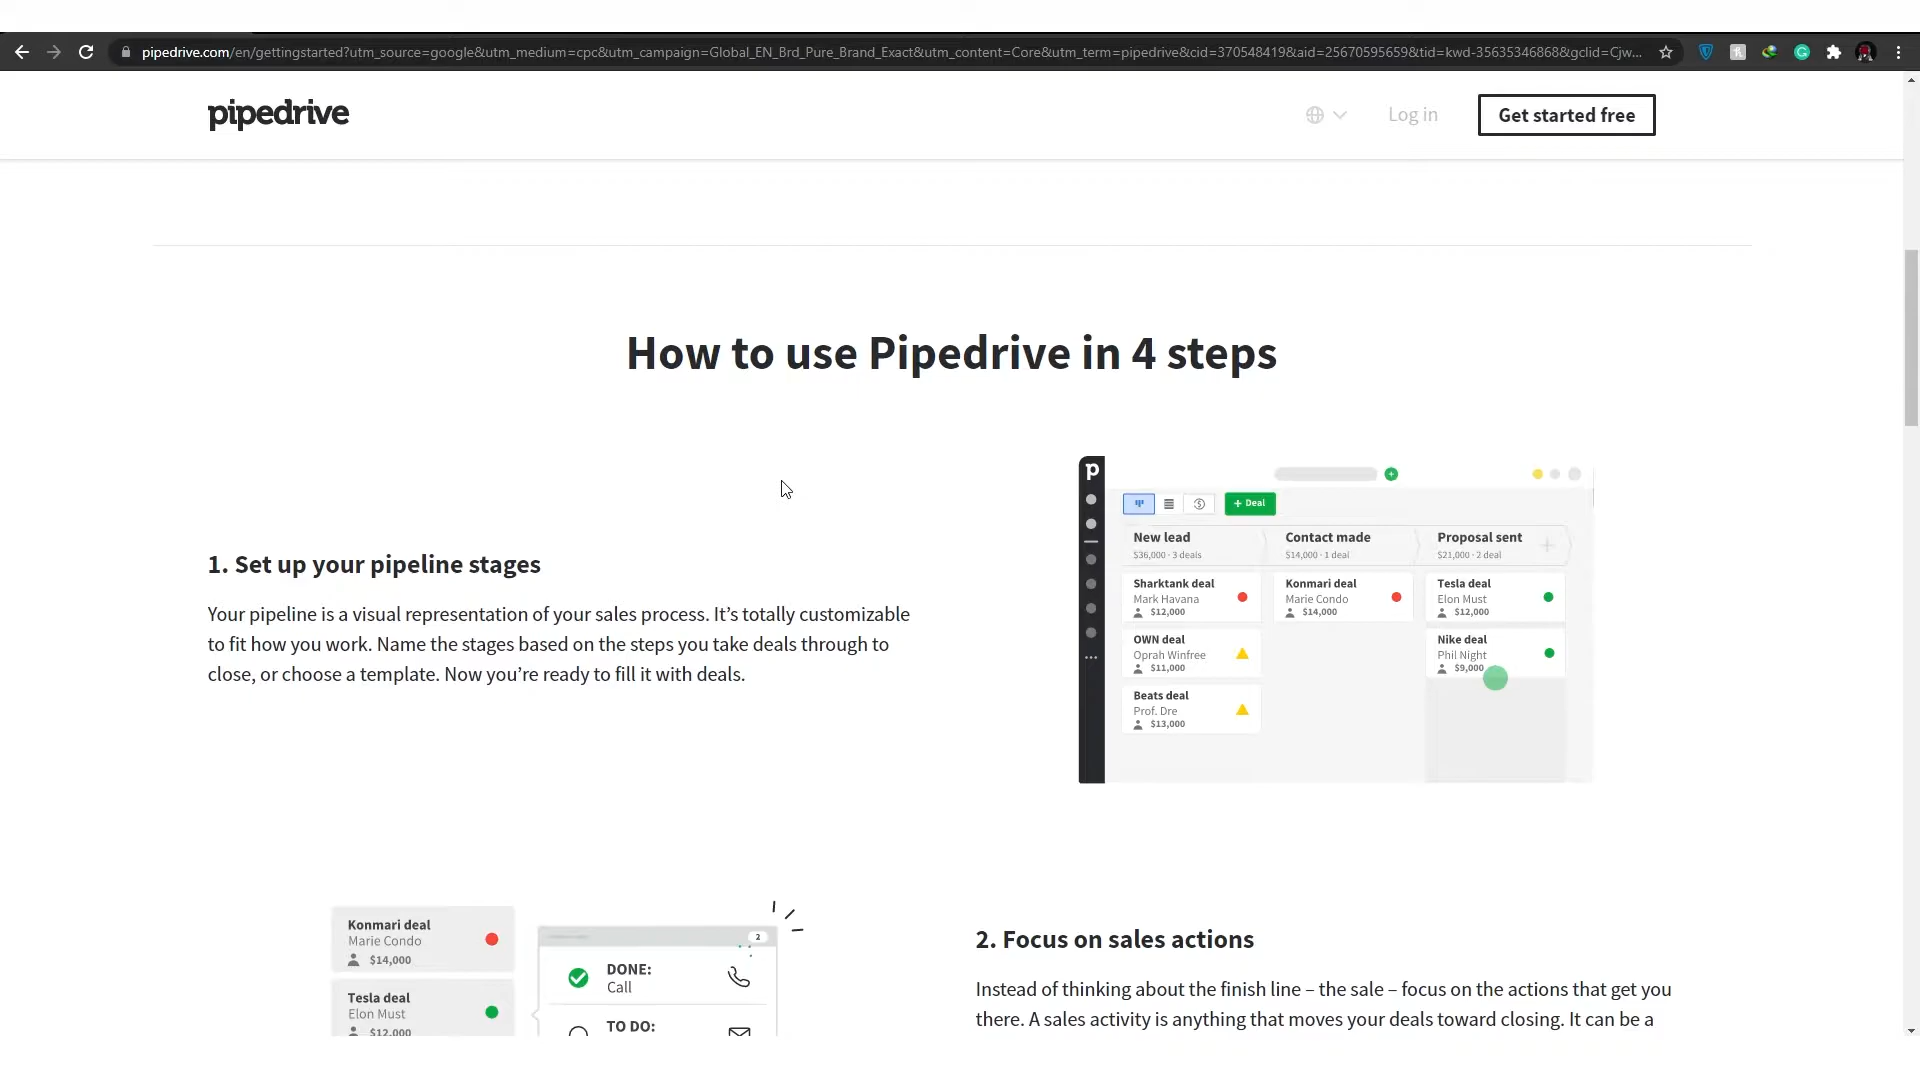 pipedrive.com/en/gettingstarted?utm_source=google&utm_medium=cpc&utm_campaign=Global_EN_Brd_Pure_Brand_Exact&utm_content=Core&utm_term=pipedrive&cid=370548419&aid=25670595659&tid=kwd-35635346868&gclid=Cjw...
pipedrive
Log in
Get started free
How to use Pipedrive in 4 steps
1. Set up your pipeline stages
Your pipeline is a visual representation of your sales process. It’s totally customizable
to fit how you work. Name the stages based on the steps you take deals through to
close, or choose a template. Now you’re ready to fill it with deals.
p
+ Deal
New lead
$36,000 · 3 deals
Contact made
$14,000 · 1 deal
Proposal sent
$21,000 · 2 deal
Sharktank deal
Mark Havana
$12,000
Konmari deal
Marie Condo
$14,000
Tesla deal
Elon Must
$12,000
OWN deal
Oprah Winfree
$11,000
Nike deal
Phil Night
$9,000
Beats deal
Prof. Dre
$13,000
Konmari deal
Marie Condo
$14,000
Tesla deal
Elon Must
$12,000
2
DONE:
Call
TO DO:
2. Focus on sales actions
Instead of thinking about the finish line – the sale – focus on the actions that get you
there. A sales activity is anything that moves your deals toward closing. It can be a